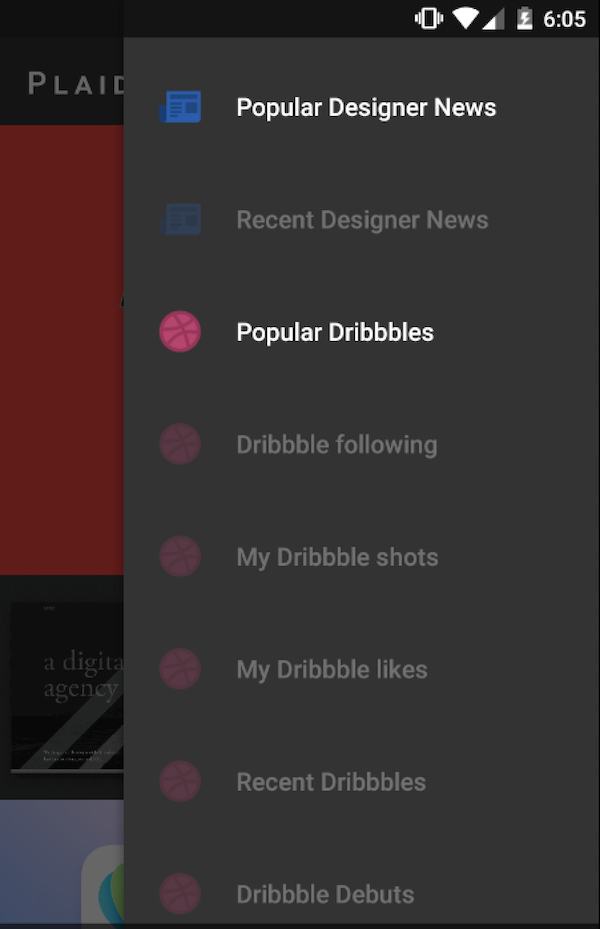 6:05
PLAID
Popular Designer News
Recent Designer News
Popular Dribbbles
Dribbble following
My Dribbble shots
a digita
agency
My Dribbble likes
Recent Dribbbles
Dribbble Debuts